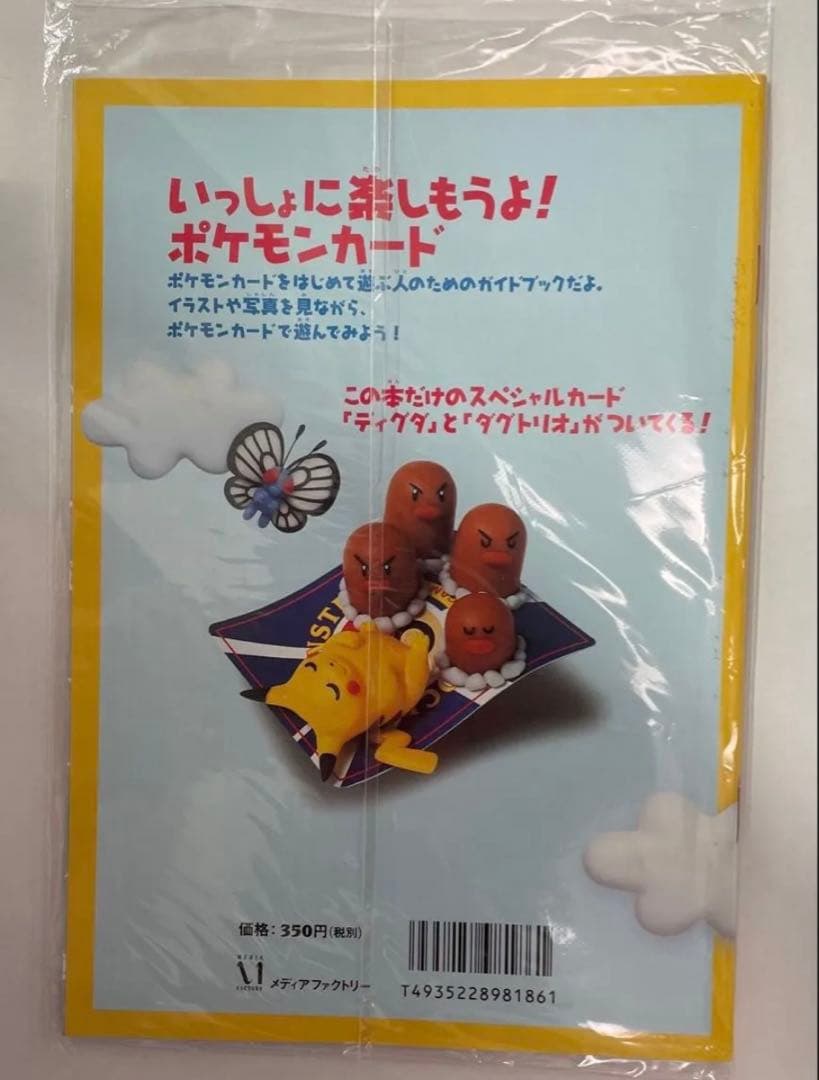 いっしょに楽しもうよ!
ポケモンカード
ポケモンカードをはじめて遊ぶ人のためのガイドブックだよ。
イラストや写真を見ながら、
ポケモンカードで遊んでみよう!
この本だけのスペシャルカード
「ディグダ」と「ダグトリオ」がついてくる!
価格:350円(税別)
MEDIA
FACTORY
メディアファクトリー
T4935228981861